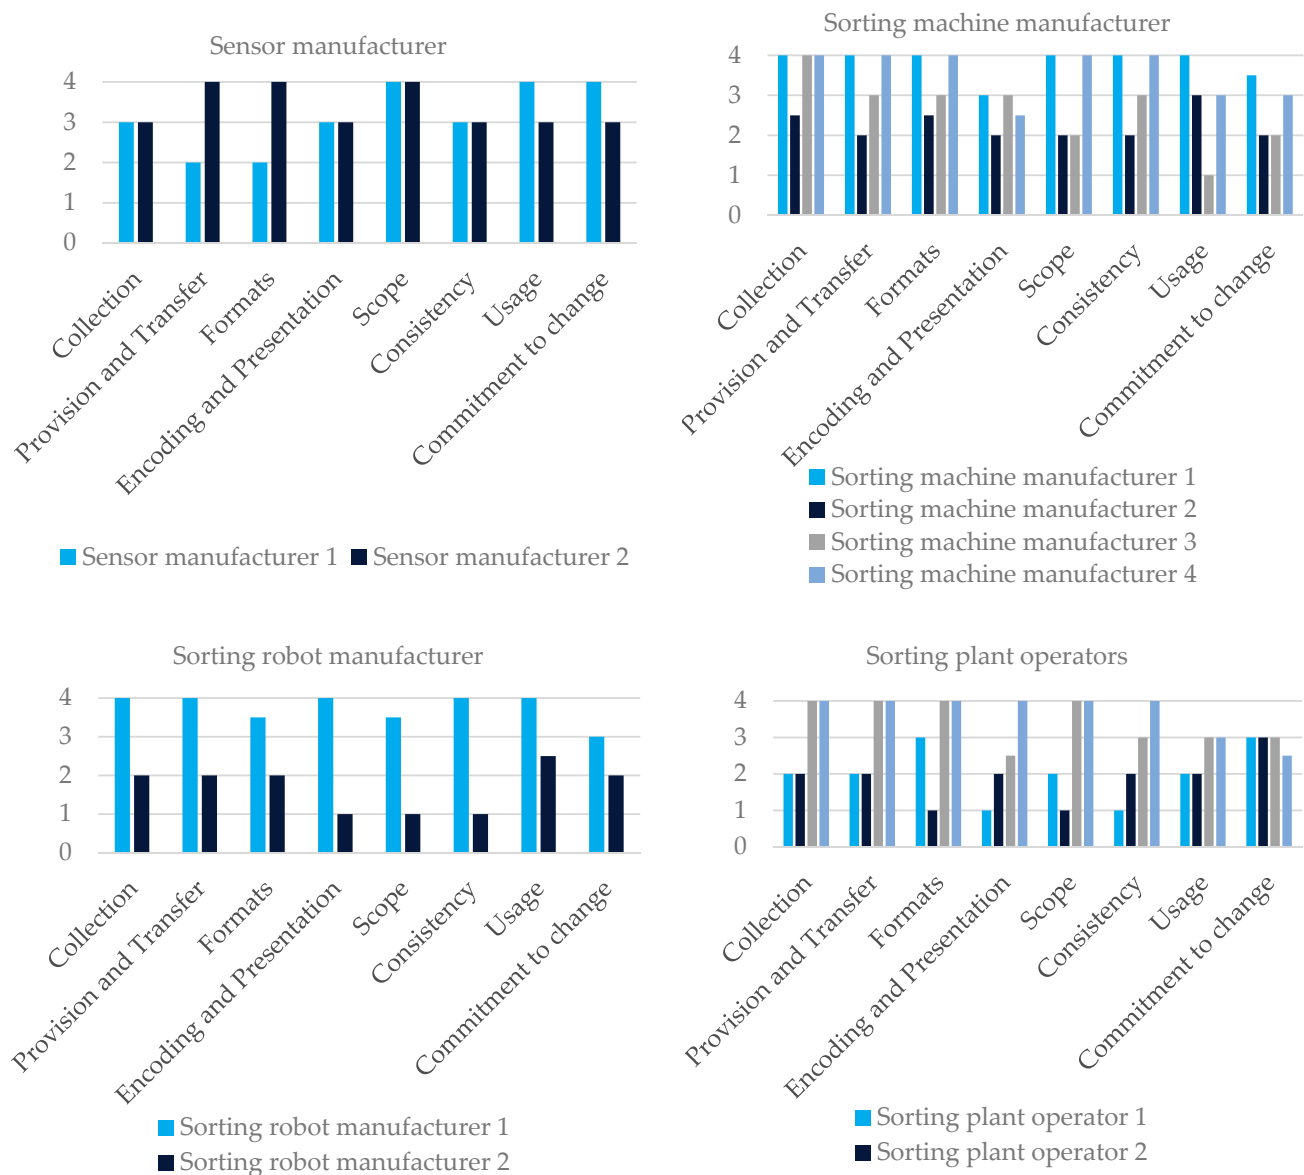 Sensor manufacturer
4
3
2
1
0
Collection
Provision and Transfer
Formats
Encoding and Presentation
Scope
Consistency
Usage
Commitment to change
Sensor manufacturer 1
Sensor manufacturer 2
Sorting machine manufacturer
4
3
2
1
0
Collection
Provision and Transfer
Formats
Encoding and Presentation
Scope
Consistency
Usage
Commitment to change
Sorting machine manufacturer 1
Sorting machine manufacturer 2
Sorting machine manufacturer 3
Sorting machine manufacturer 4
Sorting robot manufacturer
4
3
2
1
0
Collection
Provision and Transfer
Formats
Encoding and Presentation
Scope
Consistency
Usage
Commitment to change
Sorting robot manufacturer 1
Sorting robot manufacturer 2
Sorting plant operators
4
3
2
1
0
Collection
Provision and Transfer
Formats
Encoding and Presentation
Scope
Consistency
Usage
Commitment to change
Sorting plant operator 1
Sorting plant operator 2